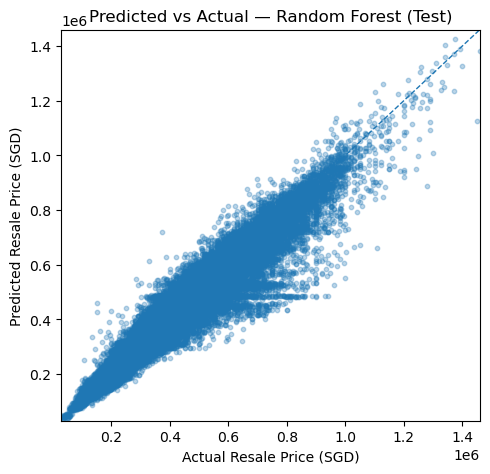 Predicted vs Actual — Random Forest (Test)
1e6
1.4
1.2
1.0
0.8
0.6
0.4
0.2
Predicted Resale Price (SGD)
0.2 0.4 0.6 0.8 1.0 1.2 1.4
1e6
Actual Resale Price (SGD)